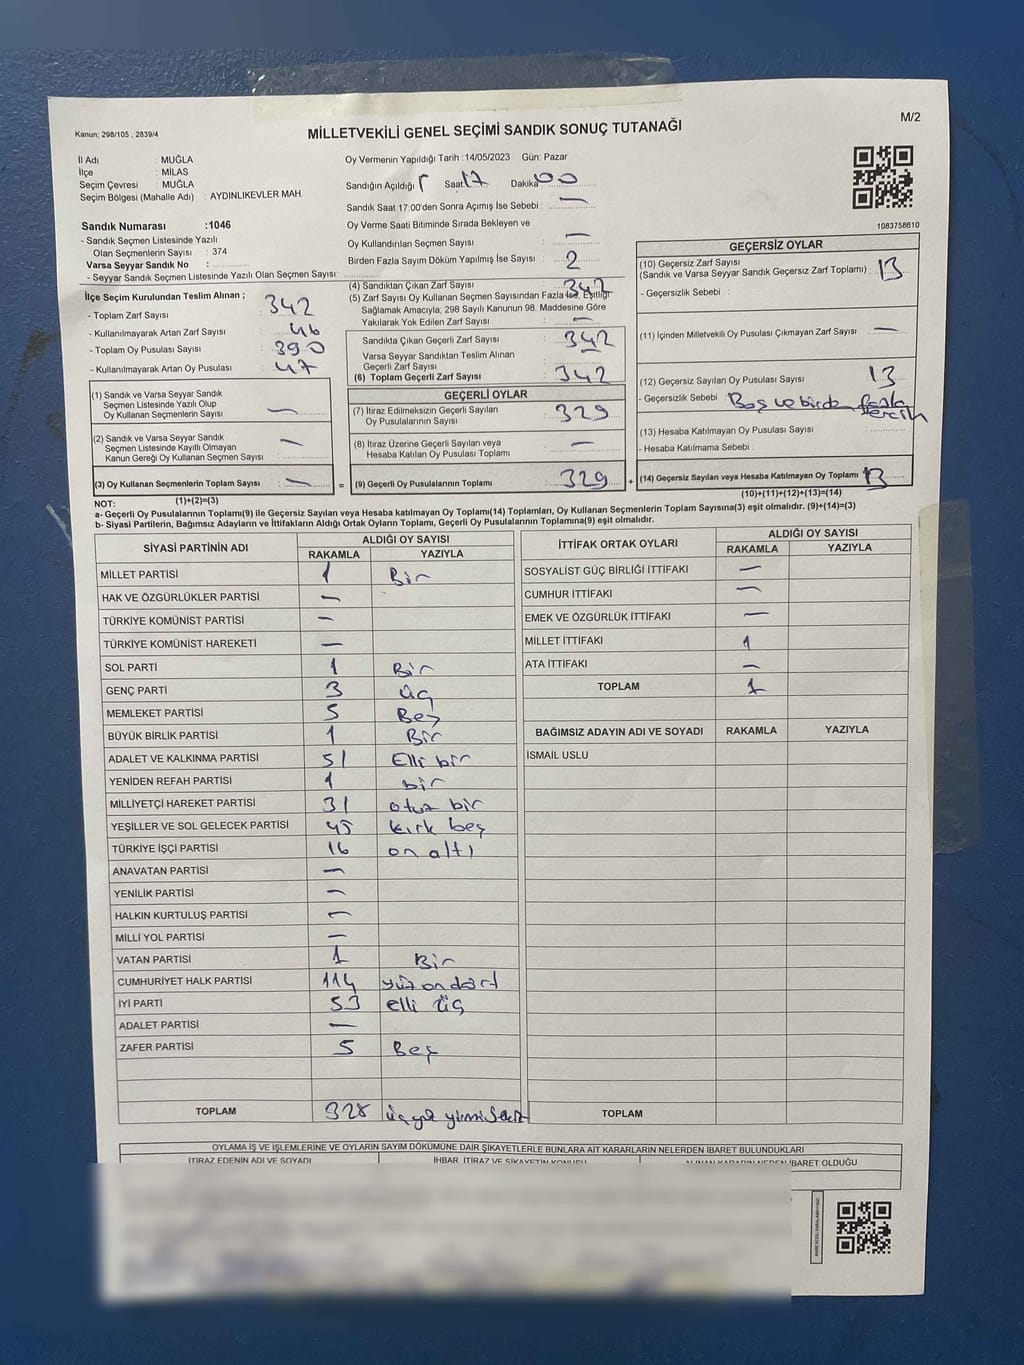 Kanun; 298/105 , 2839/4
MİLLETVEKİLİ GENEL SEÇİMİ SANDIK SONUÇ TUTANAĞI
M/2
İl Adı : MUĞLA
İlçe : MİLAS
Seçim Çevresi : MUĞLA
Seçim Bölgesi (Mahalle Adı) : AYDINLIKEVLER MAH.
Sandık Numarası :1046
- Sandık Seçmen Listesinde Yazılı
Olan Seçmenlerin Sayısı : 374
Varsa Seyyar Sandık No :
- Seyyar Sandık Seçmen Listesinde Yazılı Olan Seçmen Sayısı:
İlçe Seçim Kurulundan Teslim Alınan ;
- Toplam Zarf Sayısı : 342
- Kullanılmayarak Artan Zarf Sayısı : 46
- Toplam Oy Pusulası Sayısı : 390
- Kullanılmayarak Artan Oy Pusulası : 47
(1) Sandık ve Varsa Seyyar Sandık
Seçmen Listesinde Yazılı Olup
Oy Kullanan Seçmenlerin Sayısı : —
(2) Sandık ve Varsa Seyyar Sandık
Seçmen Listesinde Kayıtlı Olmayan
Kanun Gereği Oy Kullanan Seçmen Sayısı : —
(3) Oy Kullanan Seçmenlerin Toplam Sayısı : —
(1)+(2)=(3)
Oy Vermenin Yapıldığı Tarih :14/05/2023 Gün: Pazar
Sandığın Açıldığı Saat 17 Dakika 00
Sandık Saat 17:00'den Sonra Açımış İse Sebebi : —
Oy Verme Saati Bitiminde Sırada Bekleyen ve
Oy Kullandırılan Seçmen Sayısı : —
Birden Fazla Sayım Döküm Yapılmış İse Sayısı : 2
(4) Sandıktan Çıkan Zarf Sayısı : 342
(5) Zarf Sayısı Oy Kullanan Seçmen Sayısından Fazla İse, Eşitliği
Sağlamak Amacıyla, 298 Sayılı Kanunun 98. Maddesine Göre
Yakılarak Yok Edilen Zarf Sayısı : —
Sandıkta Çıkan Geçerli Zarf Sayısı : 342
Varsa Seyyar Sandıktan Teslim Alınan
Geçerli Zarf Sayısı : —
(6) Toplam Geçerli Zarf Sayısı : 342
GEÇERLİ OYLAR
(7) İtiraz Edilmeksizin Geçerli Sayılan
Oy Pusulalarının Sayısı : 329
(8) İtiraz Üzerine Geçerli Sayılan veya
Hesaba Katılan Oy Pusulası Toplamı : —
= (9) Geçerli Oy Pusulalarının Toplamı : 329 +
1083758610
GEÇERSİZ OYLAR
(10) Geçersiz Zarf Sayısı
(Sandık ve Varsa Seyyar Sandık Geçersiz Zarf Toplamı) : 13
- Geçersizlik Sebebi :
(11) İçinden Milletvekili Oy Pusulası Çıkmayan Zarf Sayısı : —
(12) Geçersiz Sayılan Oy Pusulası Sayısı : 13
- Geçersizlik Sebebi : Boş ve birden fazla tercih
(13) Hesaba Katılmayan Oy Pusulası Sayısı :
- Hesaba Katılmama Sebebi :
(14) Geçersiz Sayılan veya Hesaba Katılmayan Oy Toplamı : 13
(10)+(11)+(12)+(13)=(14)
NOT:
a- Geçerli Oy Pusulalarının Toplamı(9) ile Geçersiz Sayılan veya Hesaba katılmayan Oy Toplamı(14) Toplamları, Oy Kullanan Seçmenlerin Toplam Sayısına(3) eşit olmalıdır. (9)+(14)=(3)
b- Siyasi Partilerin, Bağımsız Adayların ve İttifakların Aldığı Ortak Oyların Toplamı, Geçerli Oy Pusulalarının Toplamına(9) eşit olmalıdır.
SİYASİ PARTİNİN ADI ALDIĞI OY SAYISI
RAKAMLA YAZIYLA
MİLLET PARTİSİ 1 Bir
HAK VE ÖZGÜRLÜKLER PARTİSİ —
TÜRKİYE KOMÜNİST PARTİSİ —
TÜRKİYE KOMÜNİST HAREKETİ —
SOL PARTİ 1 Bir
GENÇ PARTİ 3 üç
MEMLEKET PARTİSİ 5 Beş
BÜYÜK BİRLİK PARTİSİ 1 Bir
ADALET VE KALKINMA PARTİSİ 51 Elli bir
YENİDEN REFAH PARTİSİ 1 bir
MİLLİYETÇİ HAREKET PARTİSİ 31 otuz bir
YEŞİLLER VE SOL GELECEK PARTİSİ 45 kırk beş
TÜRKİYE İŞÇİ PARTİSİ 16 on altı
ANAVATAN PARTİSİ —
YENİLİK PARTİSİ —
HALKIN KURTULUŞ PARTİSİ —
MİLLİ YOL PARTİSİ —
VATAN PARTİSİ 1 Bir
CUMHURİYET HALK PARTİSİ 114 yüz on dört
İYİ PARTİ 53 elli üç
ADALET PARTİSİ —
ZAFER PARTİSİ 5 Beş
TOPLAM 328 üç yüz yirmi sekiz
İTTİFAK ORTAK OYLARI ALDIĞI OY SAYISI
RAKAMLA YAZIYLA
SOSYALİST GÜÇ BİRLİĞİ İTTİFAKI —
CUMHUR İTTİFAKI —
EMEK VE ÖZGÜRLÜK İTTİFAKI —
MİLLET İTTİFAKI 1
ATA İTTİFAKI —
TOPLAM 1
BAĞIMSIZ ADAYIN ADI VE SOYADI RAKAMLA YAZIYLA
İSMAİL USLU
TOPLAM
OYLAMA İŞ VE İŞLEMLERİNE VE OYLARIN SAYIM DÖKÜMÜNE DAİR ŞİKAYETLERLE BUNLARA AİT KARARLARIN NELERDEN İBARET BULUNDUKLARI
İTİRAZ EDENİN ADI VE SOYADI İHBAR, İTİRAZ VE ŞİKAYETİN KONUSU ALINAN KARARIN NEDEN İBARET OLDUĞU